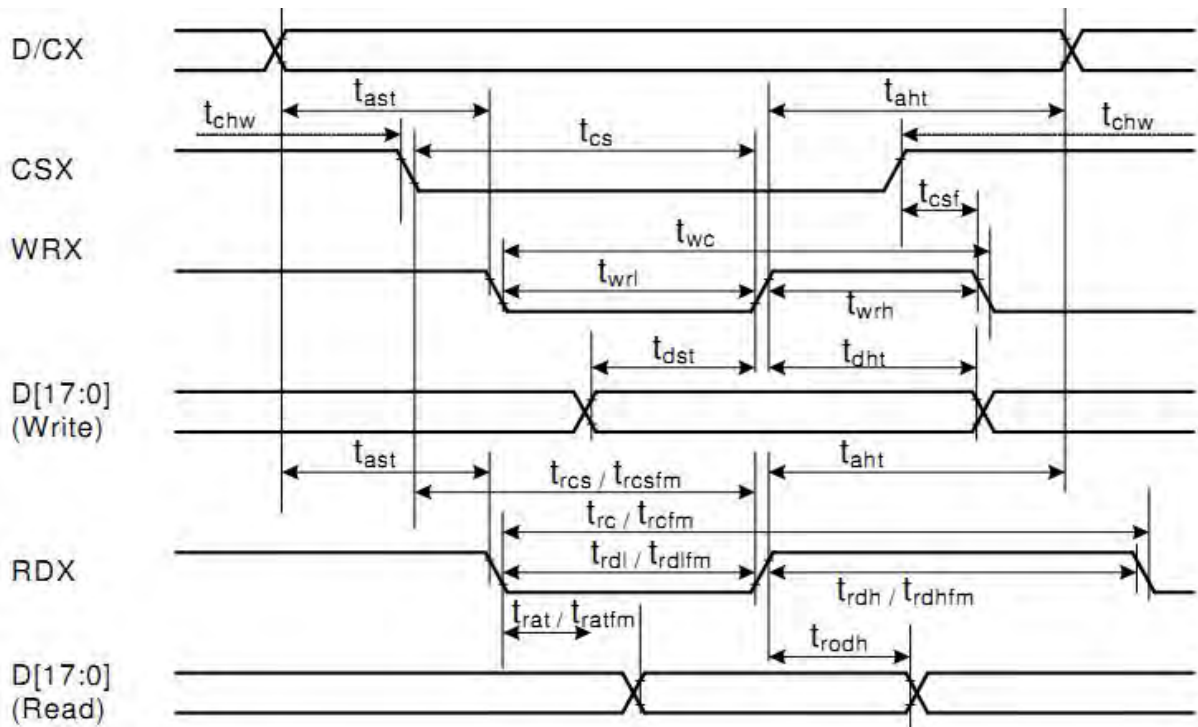 D/CX
tast
taht
tchw
tchw
CSX
tcs
tcsf
WRX
twc
twrl
twrh
tdst
tdht
D[17:0]
(Write)
tast
taht
trcs / trcsfm
trc / trcfm
RDX
trdl / trdlfm
trdh / trdhfm
trat / tratfm
trodh
D[17:0]
(Read)